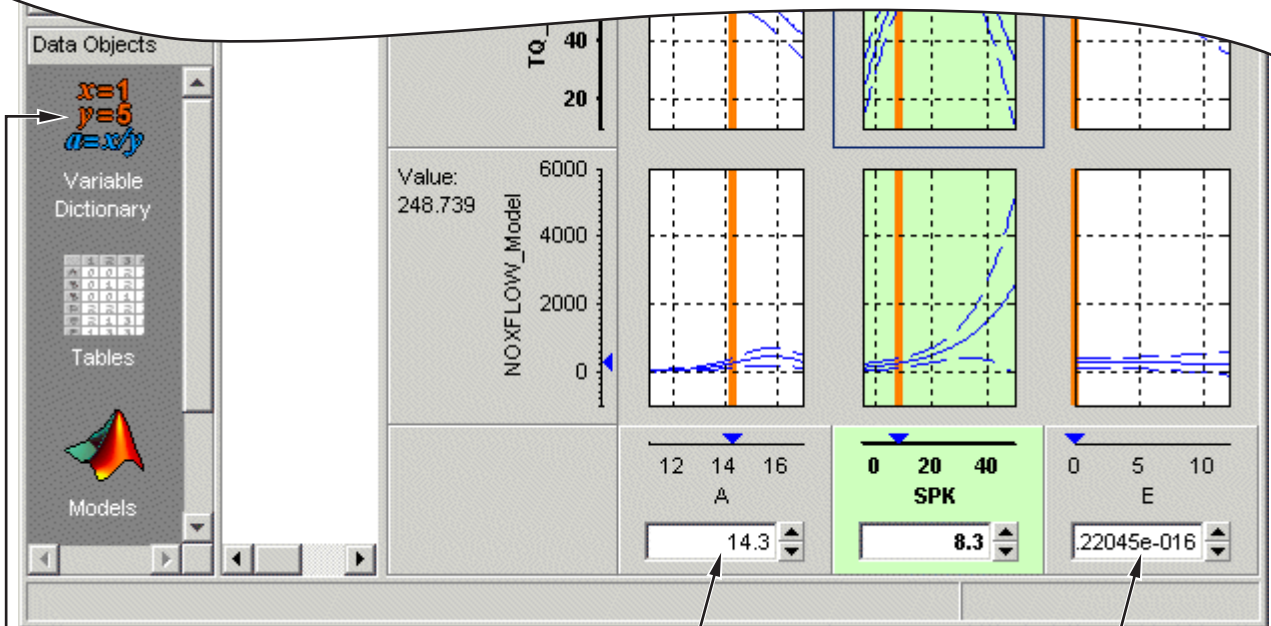 Data Objects
x=1
y=5
a=x/y
Variable
Dictionary
Tables
Models
TQ_
40
20
Value:
248.739
NOXFLOW_Model
6000
4000
2000
0
12 14 16
A
14.3
0 20 40
SPK
8.3
0 5 10
E
.22045e-016